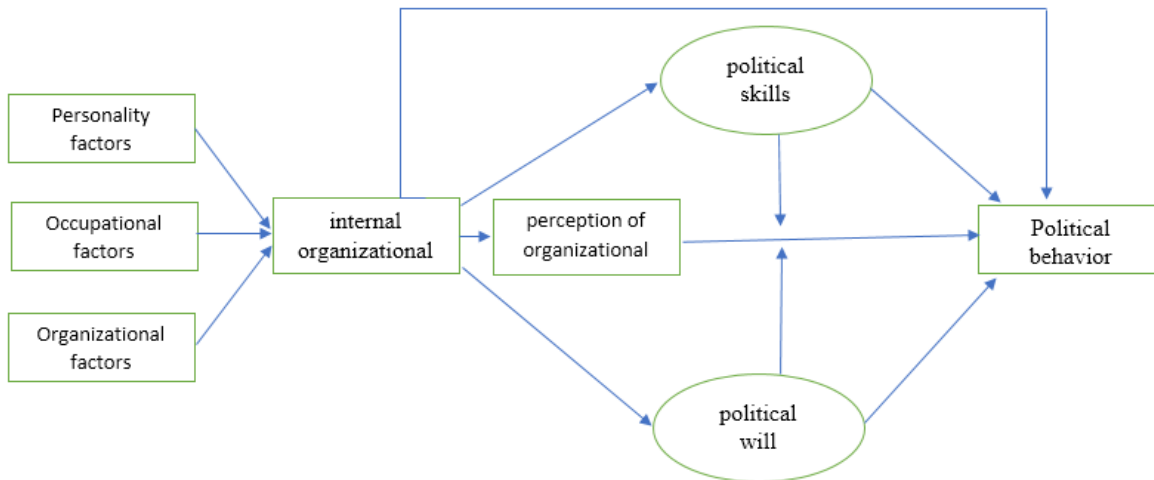 political
skills
Personality
factors
Occupational
factors
internal
organizational
perception of
organizational
Political
behavior
Organizational
factors
political
will